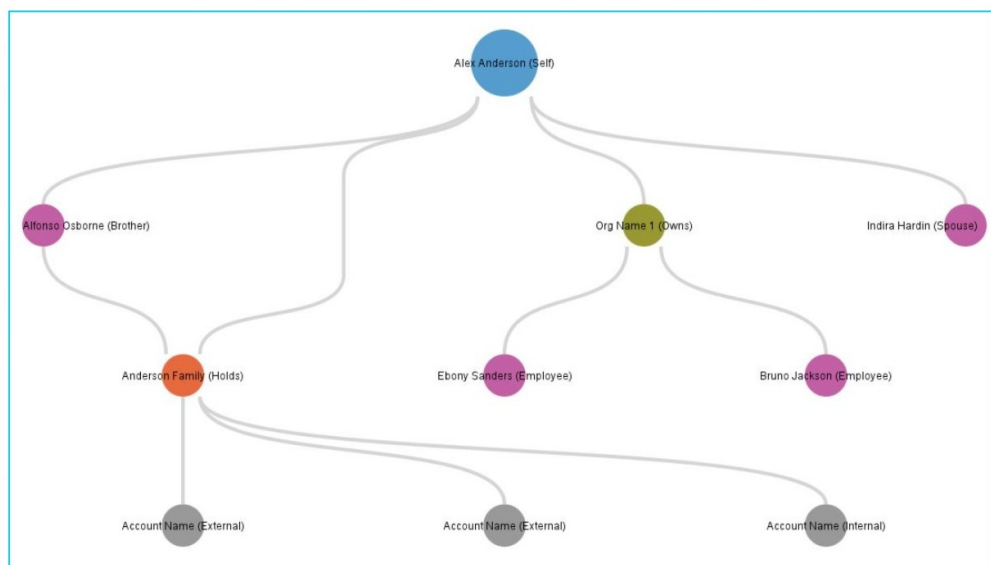 Alex Anderson (Self)
Alfonso Osborne (Brother)
Org Name 1 (Owns)
Indira Hardin (Spouse)
Anderson Family (Holds)
Ebony Sanders (Employee)
Bruno Jackson (Employee)
Account Name (External)
Account Name (External)
Account Name (Internal)